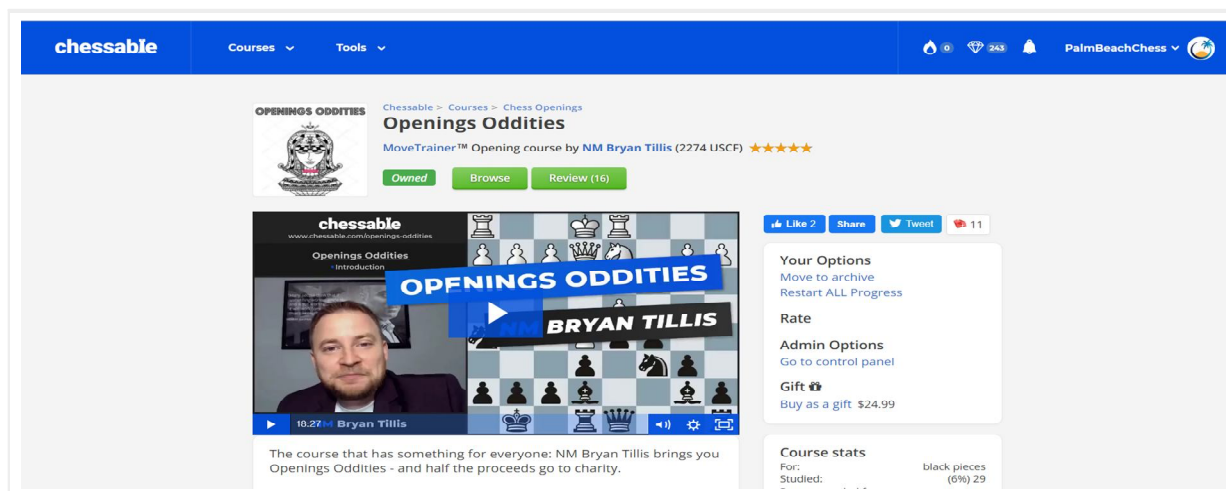 chessable
Courses
Tools
0
243
PalmBeachChess
OPENINGS ODDITIES
Chessable > Courses > Chess Openings
Openings Oddities
MoveTrainer™ Opening course by NM Bryan Tillis (2274 USCF)
Owned
Browse
Review (16)
chessable
www.chessable.com/openings-oddities
Openings Oddities
Introduction
OPENINGS ODDITIES
NM BRYAN TILLIS
Bryan Tillis
Like 2
Share
Tweet
11
Your Options
Move to archive
Restart ALL Progress
Rate
Admin Options
Go to control panel
Gift
Buy as a gift $24.99
The course that has something for everyone: NM Bryan Tillis brings you
Openings Oddities - and half the proceeds go to charity.
Course stats
For: black pieces
Studied: (6%) 29